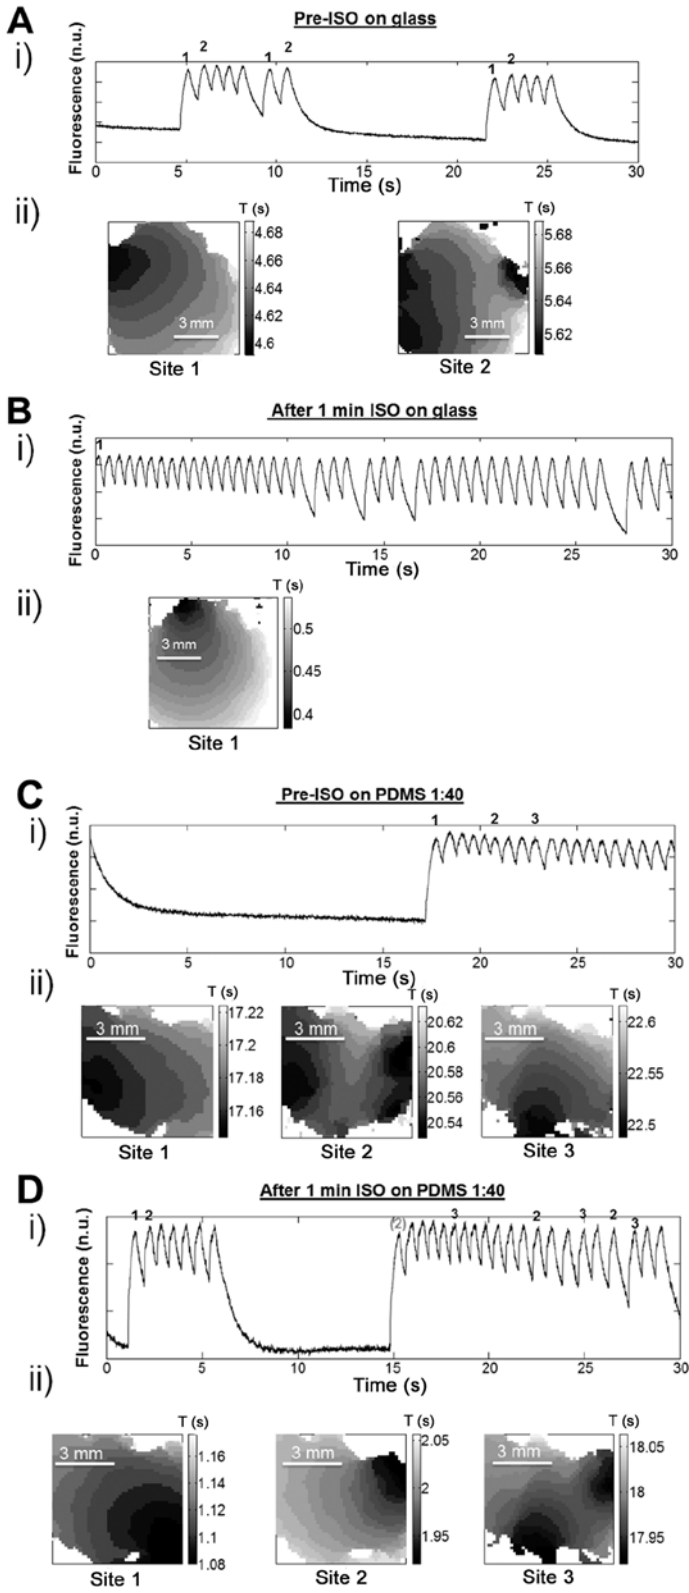 A
Pre-ISO on glass
i)
1 2 1 2 1 2
Fluorescence (n.u.)
0 5 10 15 20 25 30
Time (s)
ii)
T (s) T (s)
4.68 5.68
4.66 5.66
4.64 5.64
4.62 5.62
4.6
3 mm 3 mm
Site 1 Site 2
B
After 1 min ISO on glass
i)
1
Fluorescence (n.u.)
0 5 10 15 20 25 30
Time (s)
ii)
T (s)
0.5
3 mm
0.45
0.4
Site 1
C
Pre-ISO on PDMS 1:40
i)
1 2 3
Fluorescence (n.u.)
0 5 10 15 20 25 30
Time (s)
ii)
T (s) T (s) T (s)
17.22 20.62 22.6
3 mm 3 mm 3 mm
17.2 20.6
17.18 20.58 22.55
17.16 20.56
20.54 22.5
Site 1 Site 2 Site 3
D
After 1 min ISO on PDMS 1:40
i)
1 2 (2) 3 2 3 2 3
Fluorescence (n.u.)
0 5 10 15 20 25 30
Time (s)
ii)
T (s) T (s) T (s)
3 mm 3 mm 3 mm
1.16 2.05 18.05
1.14
1.12 2 18
1.1 1.95 17.95
1.08
Site 1 Site 2 Site 3